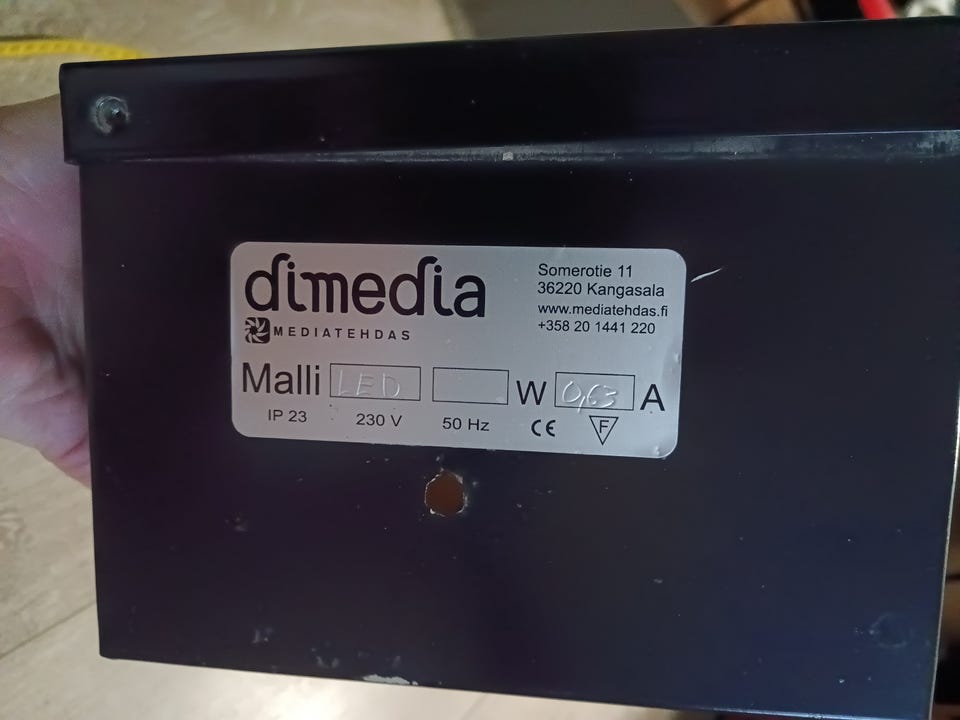 dimedia
MEDIATEHDAS
Somerotie 11
36220 Kangasala
www.mediatehdas.fi
+358 20 1441 220
Malli LED W 0,63 A
IP 23 230 V 50 Hz CE F